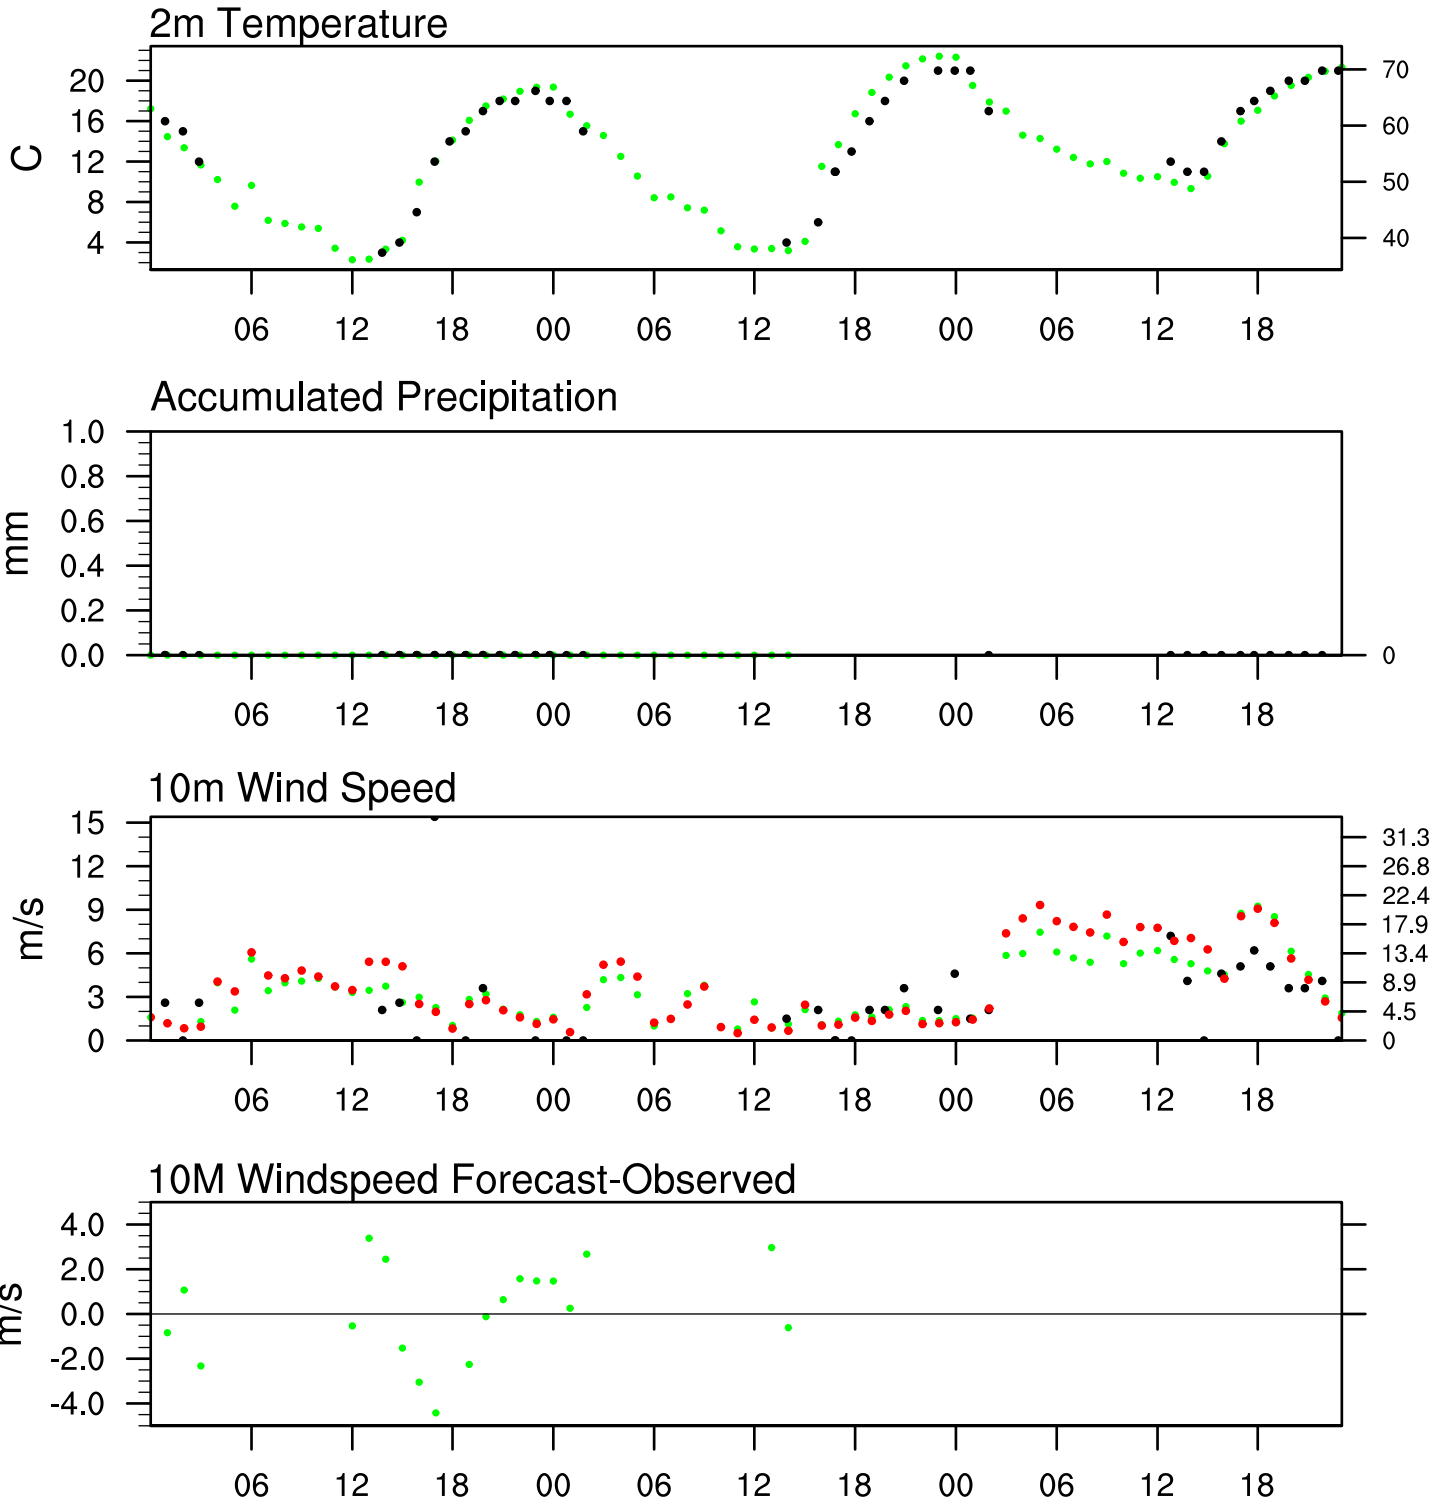 2m Temperature
20
16
12
8
4
C
70
60
50
40
06 12 18 00 06 12 18 00 06 12 18
Accumulated Precipitation
1.0
0.8
0.6
0.4
0.2
0.0
mm
0
06 12 18 00 06 12 18 00 06 12 18
10m Wind Speed
15
12
9
6
3
0
m/s
31.3
26.8
22.4
17.9
13.4
8.9
4.5
0
06 12 18 00 06 12 18 00 06 12 18
10M Windspeed Forecast-Observed
4.0
2.0
0.0
-2.0
-4.0
m/s
06 12 18 00 06 12 18 00 06 12 18